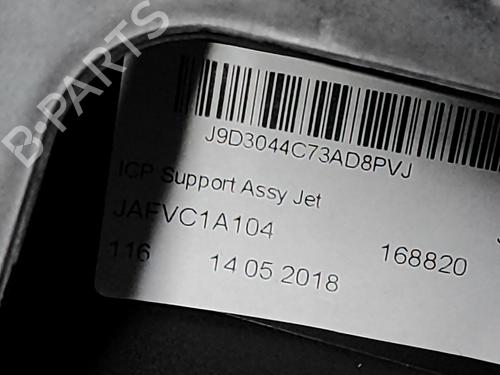 B-PARTS
J9D3044C73AD8PVJ
ICP Support Assy Jet
JAFVC1A104
168820
116 14 05 2018